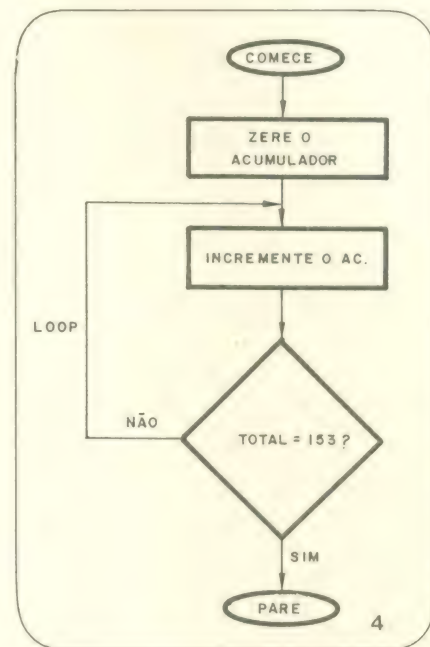 COMECE
ZERE O
ACUMULADOR
INCREMENTE O AC.
LOOP
NÃO
TOTAL = 153?
SIM
PARE
4